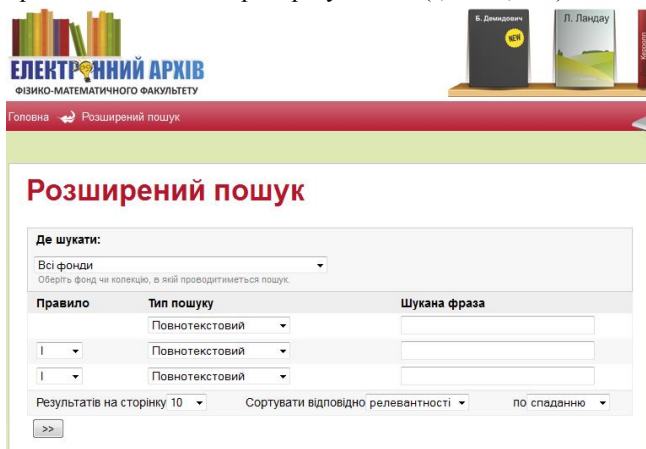 Б. Демидович
NEW
Л. Ландау
Керролл
ЕЛЕКТРОННИЙ АРХІВ
ФІЗИКО-МАТЕМАТИЧНОГО ФАКУЛЬТЕТУ
Головна Розширений пошук
Розширений пошук
Де шукати:
Всі фонди
Оберіть фонд чи колекцію, в якій проводитиметься пошук.
Правило Тип пошуку Шукана фраза
Повнотекстовий
І Повнотекстовий
І Повнотекстовий
Результатів на сторінку 10 Сортувати відповідно релевантності по спаданню
>>